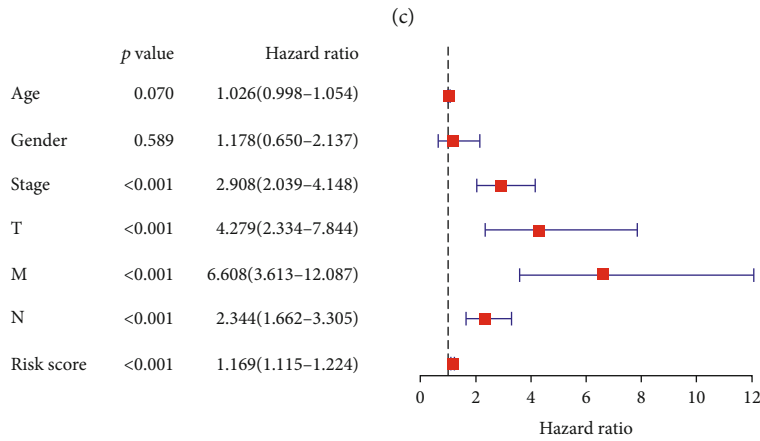 (c)
p value Hazard ratio
Age 0.070 1.026(0.998–1.054)
Gender 0.589 1.178(0.650–2.137)
Stage <0.001 2.908(2.039–4.148)
T <0.001 4.279(2.334–7.844)
M <0.001 6.608(3.613–12.087)
N <0.001 2.344(1.662–3.305)
Risk score <0.001 1.169(1.115–1.224)
0 2 4 6 8 10 12
Hazard ratio